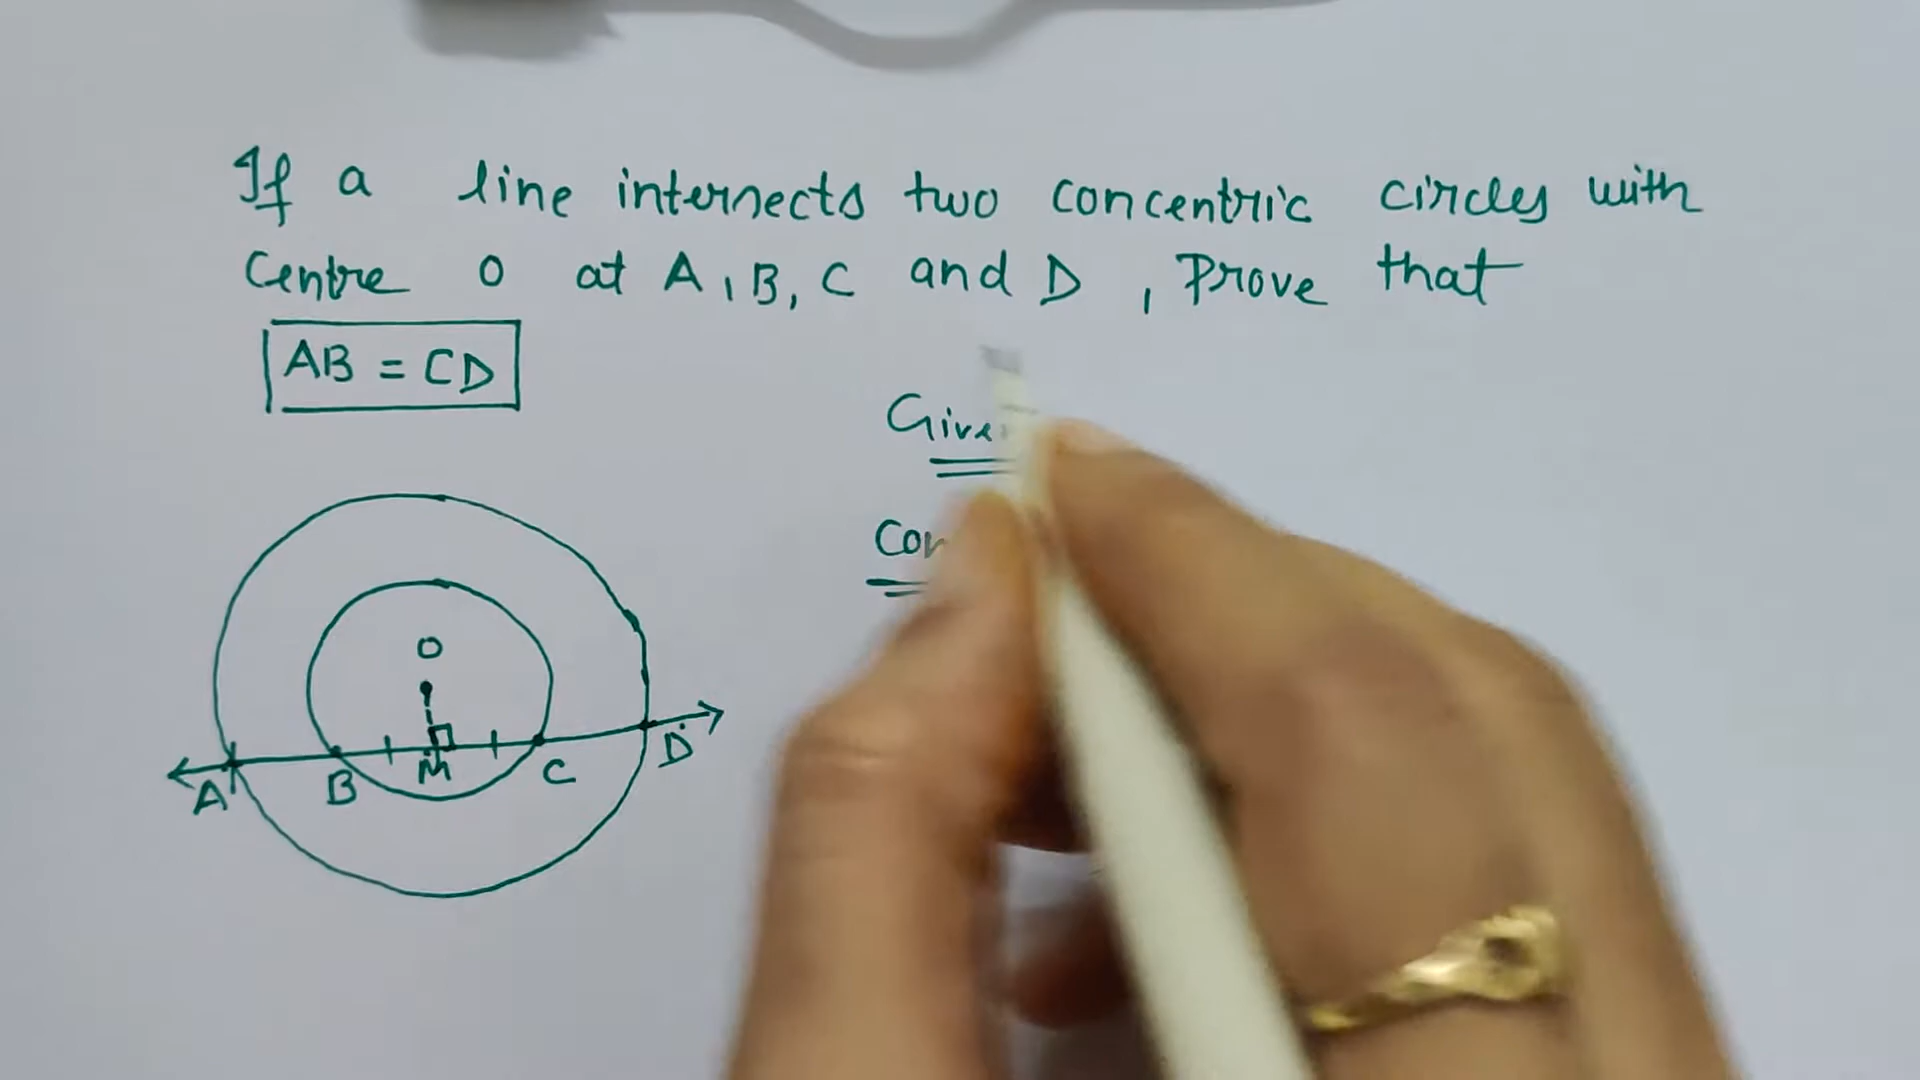 If a line intersects two concentric circles with
Centre O at A, B, C and D, Prove that
AB = CD
O
A B M C D